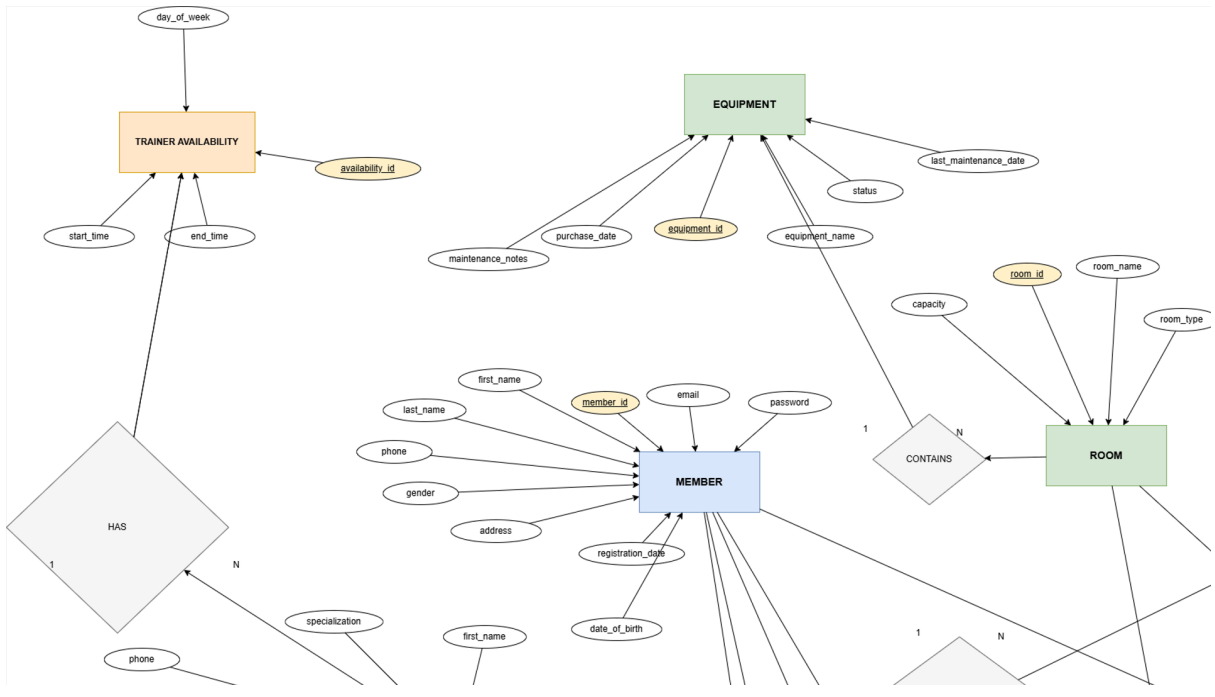 day_of_week
TRAINER AVAILABILITY
availability_id
start_time
end_time
EQUIPMENT
last_maintenance_date
status
equipment_id
purchase_date
equipment_name
maintenance_notes
room_id
room_name
capacity
room_type
first_name
member_id
email
password
last_name
phone
gender
address
MEMBER
registration_date
date_of_birth
1
N
CONTAINS
ROOM
HAS
1
N
specialization
first_name
phone
1
N